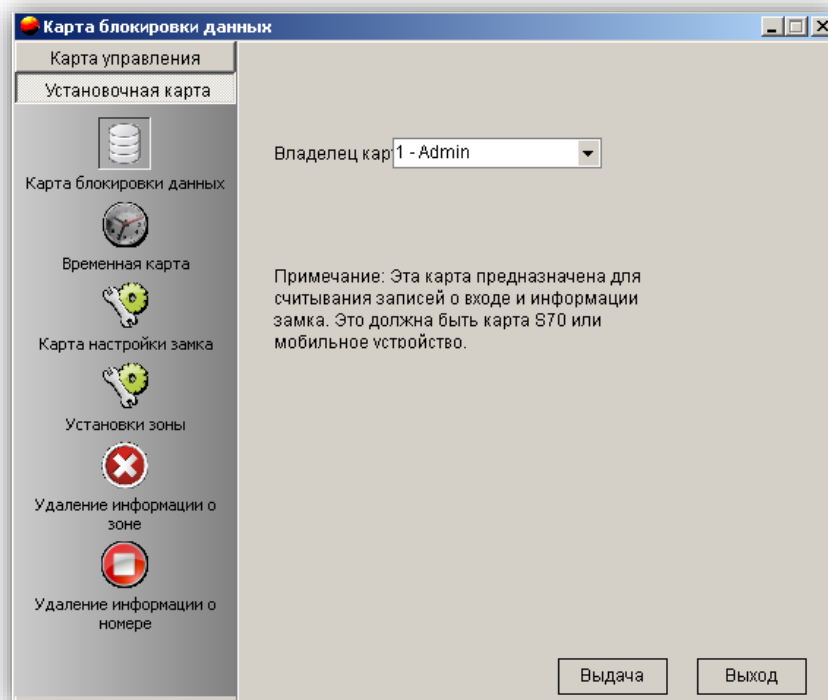 Карта блокировки данных
Карта управления
Установочная карта
Карта блокировки данных
Временная карта
Карта настройки замка
Установки зоны
Удаление информации о
зоне
Удаление информации о
номере
Владелец кар 1 - Admin
Примечание: Эта карта предназначена для
считывания записей о входе и информации
замка. Это должна быть карта S70 или
мобильное устройство.
Выдача
Выход